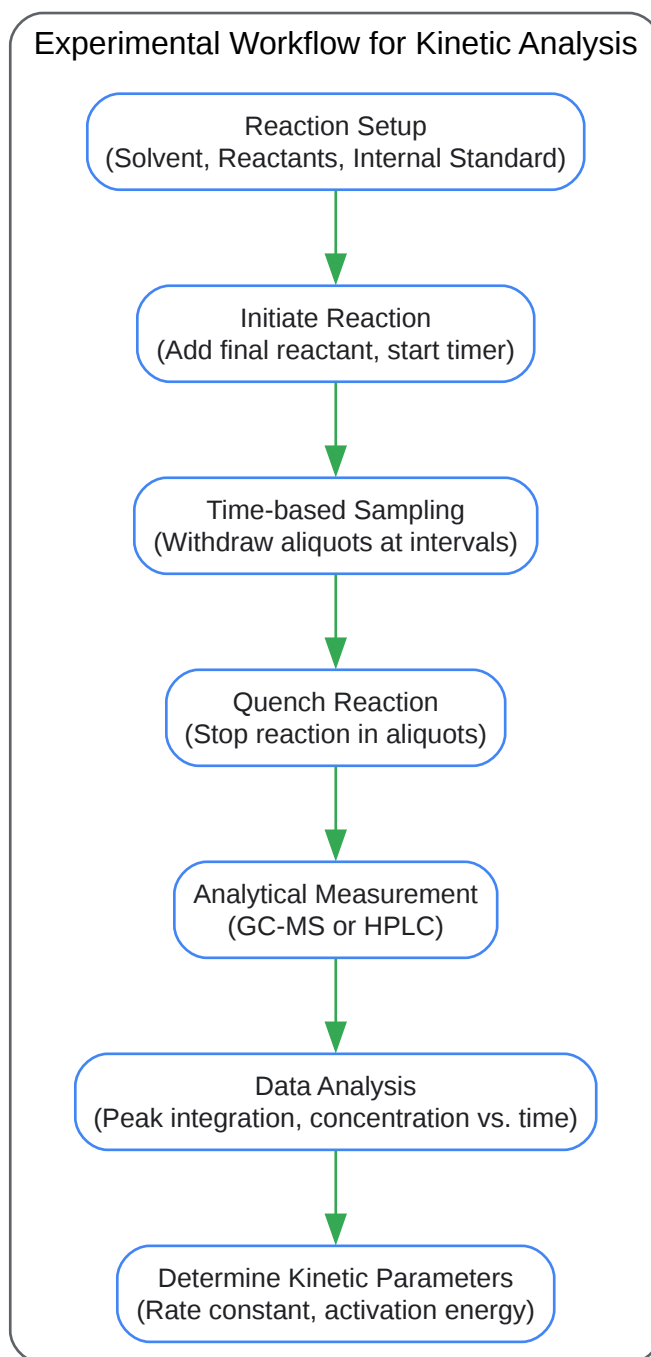 Experimental Workflow for Kinetic Analysis
Reaction Setup
(Solvent, Reactants, Internal Standard)
Initiate Reaction
(Add final reactant, start timer)
Time-based Sampling
(Withdraw aliquots at intervals)
Quench Reaction
(Stop reaction in aliquots)
Analytical Measurement
(GC-MS or HPLC)
Data Analysis
(Peak integration, concentration vs. time)
Determine Kinetic Parameters
(Rate constant, activation energy)